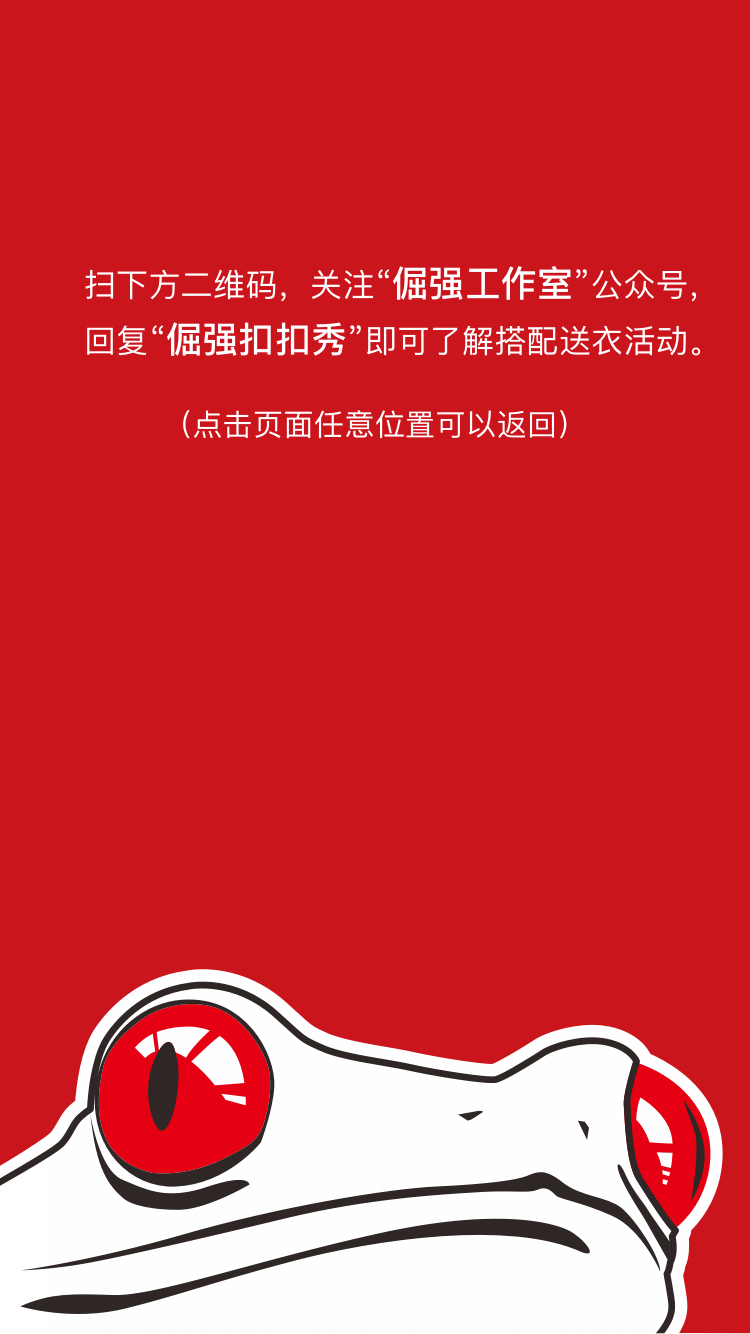 扫下方二维码，关注“倔强工作室”公众号，
回复“倔强扣扣秀”即可了解搭配送衣活动。
（点击页面任意位置可以返回）